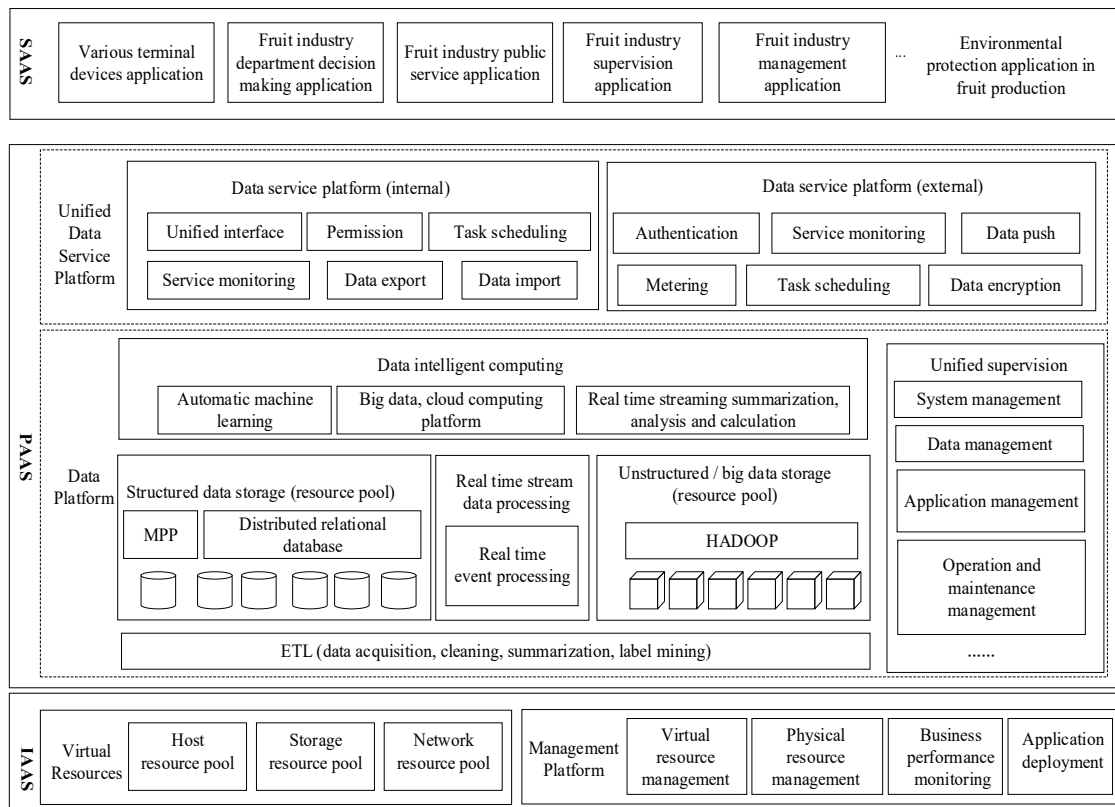 SAAS
Various terminal
devices application
Fruit industry
department decision
making application
Fruit industry public
service application
Fruit industry
supervision
application
Fruit industry
management
application
...
Environmental
protection application in
fruit production
PAAS
Unified
Data
Service
Platform
Data service platform (internal)
Unified interface
Permission
Task scheduling
Service monitoring
Data export
Data import
Data service platform (external)
Authentication
Service monitoring
Data push
Metering
Task scheduling
Data encryption
Data
Platform
Data intelligent computing
Automatic machine
learning
Big data, cloud computing
platform
Real time streaming summarization,
analysis and calculation
Structured data storage (resource pool)
MPP
Distributed relational
database
Real time stream
data processing
Real time
event processing
Unstructured / big data storage
(resource pool)
HADOOP
ETL (data acquisition, cleaning, summarization, label mining)
Unified supervision
System management
Data management
Application management
Operation and
maintenance
management
......
IAAS
Virtual
Resources
Host
resource pool
Storage
resource pool
Network
resource pool
Management
Platform
Virtual
resource
management
Physical
resource
management
Business
performance
monitoring
Application
deployment